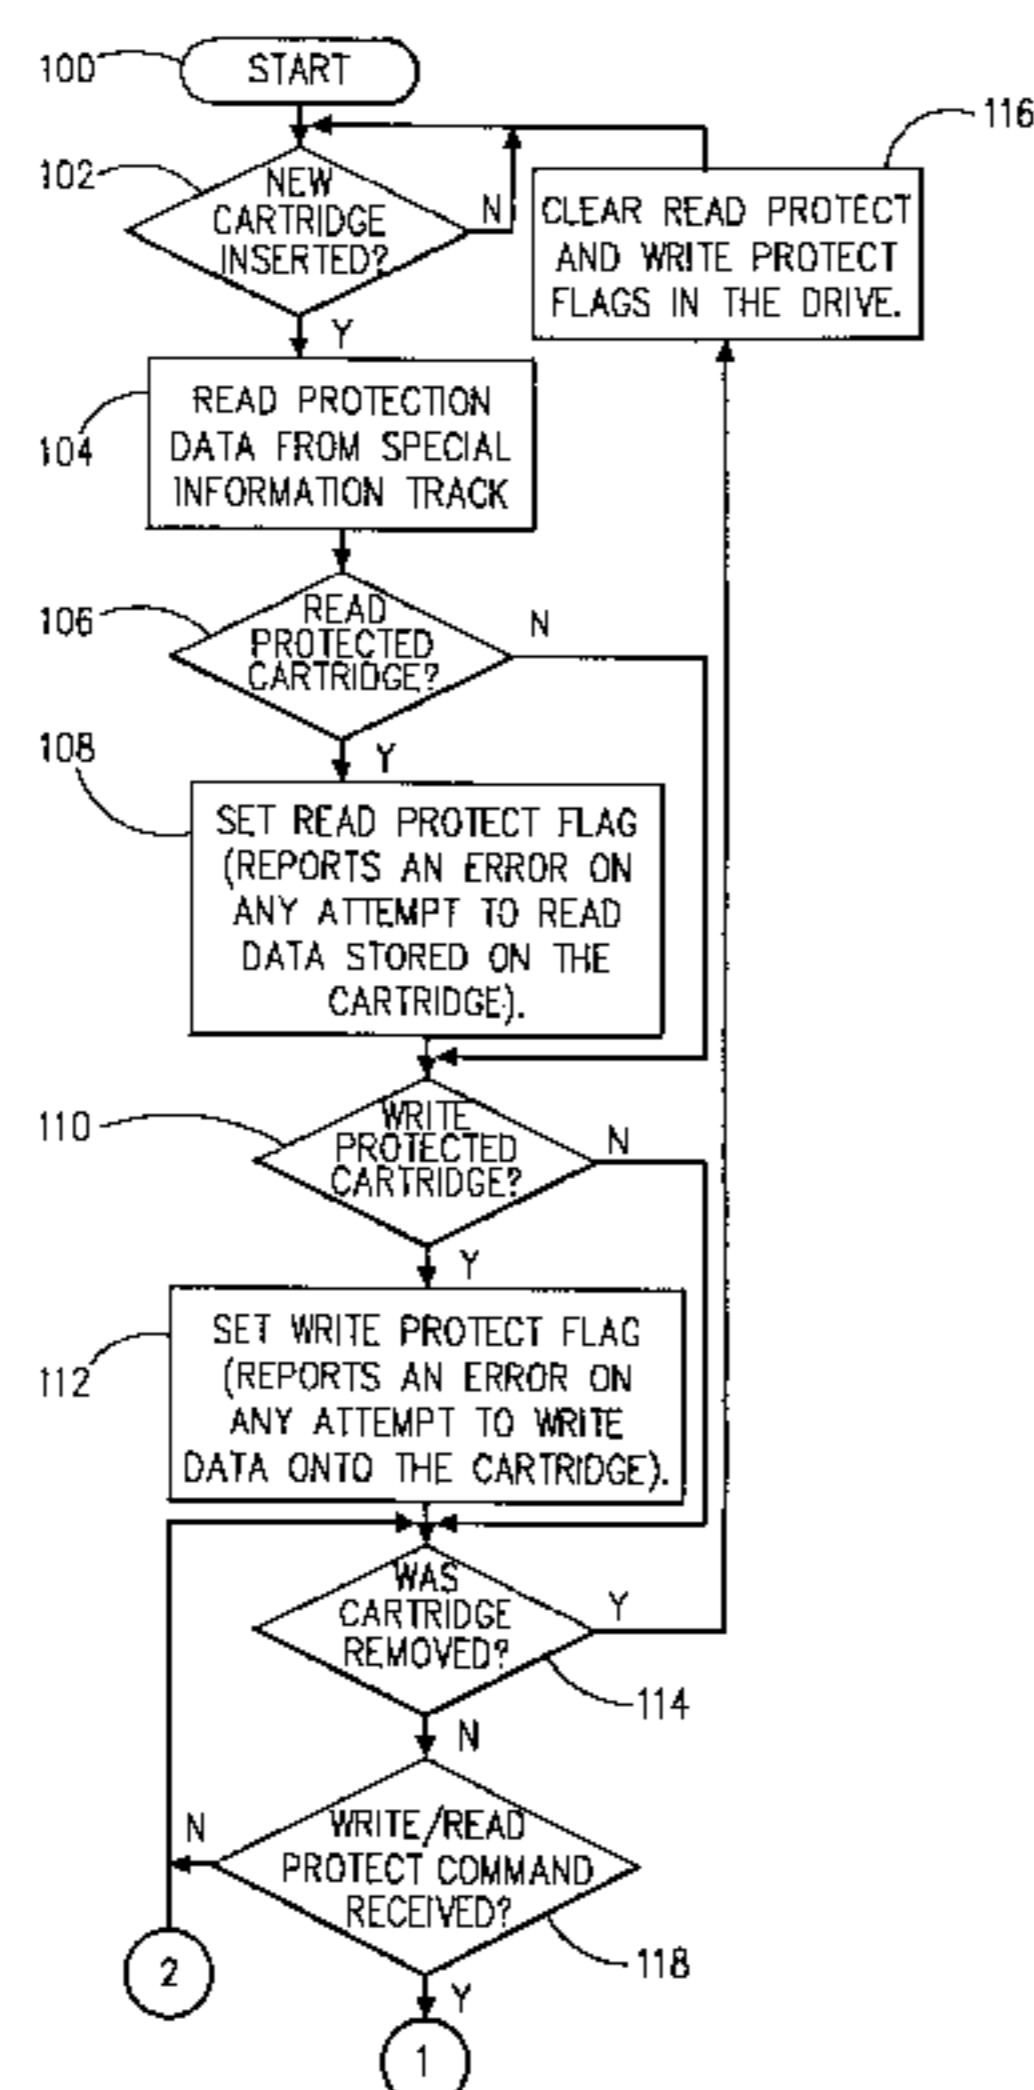 100
START
116
102
NEW
CARTRIDGE
INSERTED?
N
CLEAR READ PROTECT
AND WRITE PROTECT
FLAGS IN THE DRIVE.
Y
104
READ PROTECTION
DATA FROM SPECIAL
INFORMATION TRACK
106
READ
PROTECTED
CARTRIDGE?
N
108
Y
SET READ PROTECT FLAG
(REPORTS AN ERROR ON
ANY ATTEMPT TO READ
DATA STORED ON THE
CARTRIDGE).
110
WRITE
PROTECTED
CARTRIDGE?
N
Y
112
SET WRITE PROTECT FLAG
(REPORTS AN ERROR ON
ANY ATTEMPT TO WRITE
DATA ONTO THE CARTRIDGE).
WAS
CARTRIDGE
REMOVED?
Y
114
N
N
WRITE/READ
PROTECT COMMAND
RECEIVED?
118
2
Y
1